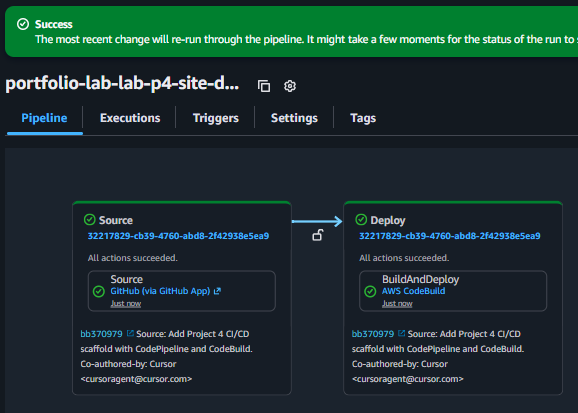 Success
The most recent change will re-run through the pipeline. It might take a few moments for the status of the run to
portfolio-lab-lab-p4-site-d...
Pipeline Executions Triggers Settings Tags
Source
32217829-cb39-4760-abd8-2f42938e5ea9
All actions succeeded.
Source
GitHub (via GitHub App)
Just now
bb370979 Source: Add Project 4 CI/CD
scaffold with CodePipeline and CodeBuild.
Co-authored-by: Cursor
<cursoragent@cursor.com>
Deploy
32217829-cb39-4760-abd8-2f42938e5ea9
All actions succeeded.
BuildAndDeploy
AWS CodeBuild
Just now
bb370979 Source: Add Project 4 CI/CD
scaffold with CodePipeline and CodeBuild.
Co-authored-by: Cursor
<cursoragent@cursor.com>